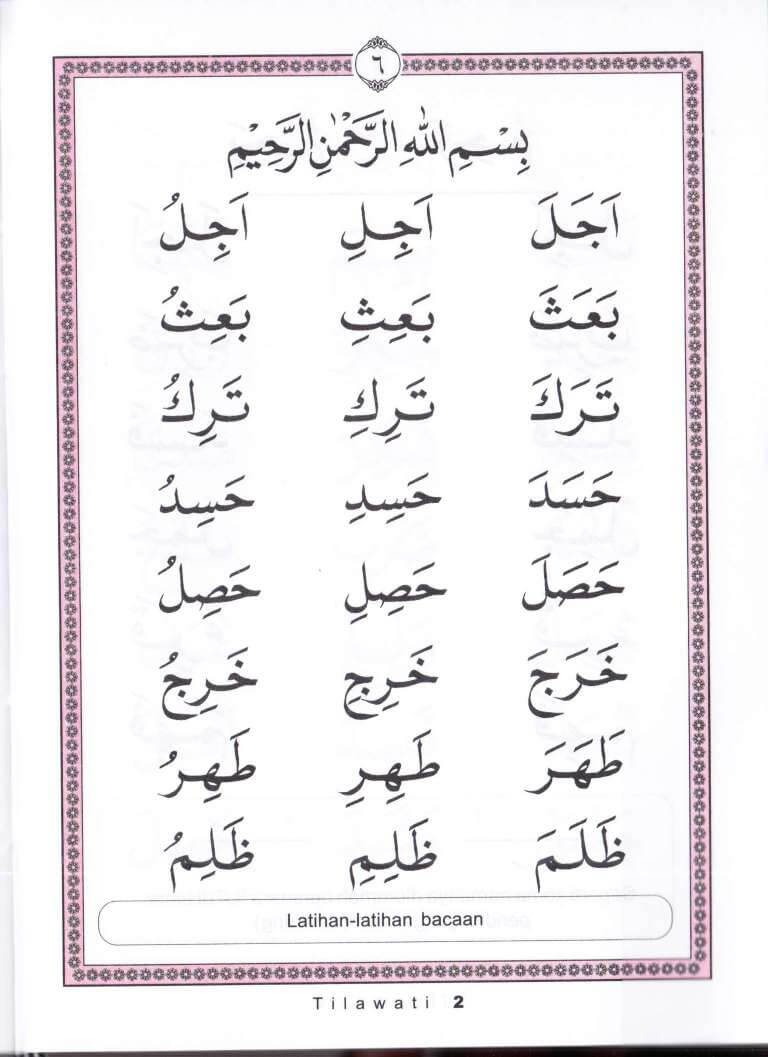 ٦
بِسْمِ اللهِ الرَّحْمٰنِ الرَّحِيْمِ
اَجَلَ اَجِلِ اَجِلُ
بَعَثَ بَعِثِ بَعِثُ
تَرَكَ تَرِكِ تَرِكُ
حَسَدَ حَسِدِ حَسِدُ
حَصَلَ حَصِلِ حَصِلُ
خَرَجَ خَرِجِ خَرِجُ
طَهَرَ طَهِرِ طَهِرُ
ظَلَمَ ظَلِمِ ظَلِمُ
Latihan-latihan bacaan
Tilawati 2